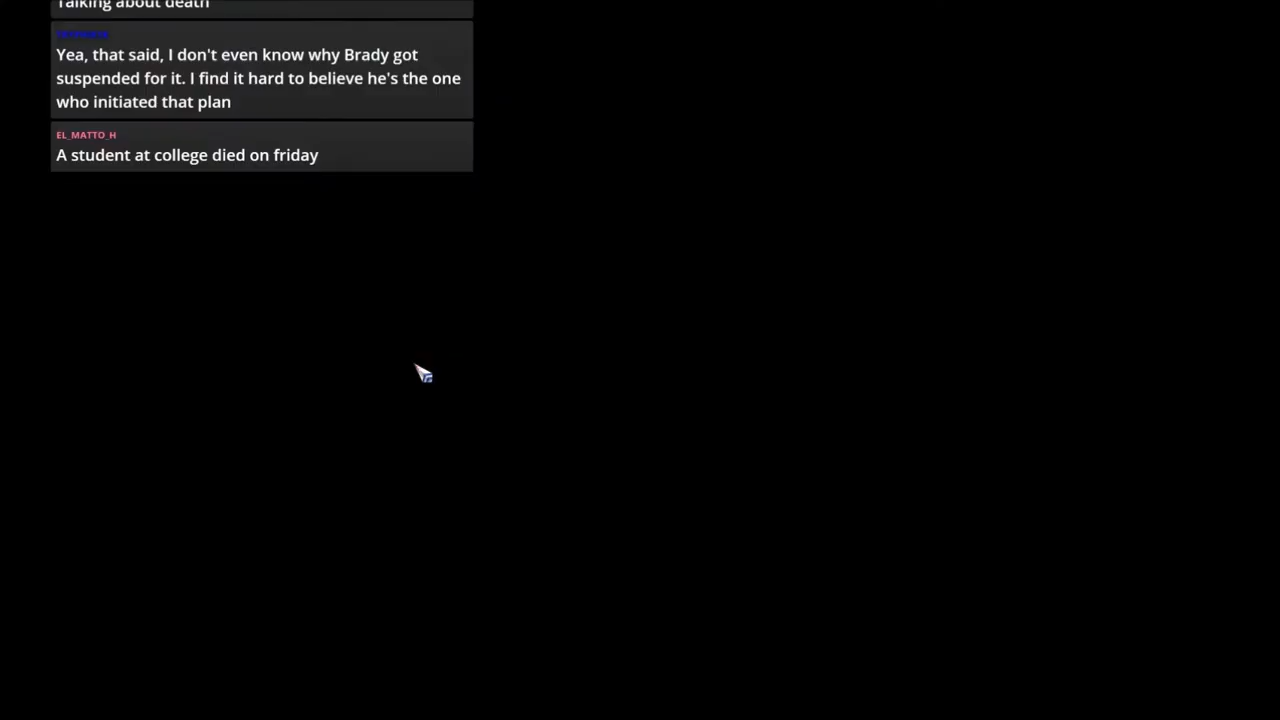 Talking about death
Yea, that said, I don't even know why Brady got
suspended for it. I find it hard to believe he's the one
who initiated that plan
EL_MATTO_H
A student at college died on friday